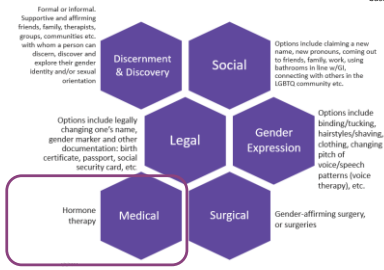 Formal or informal.
Supportive and affirming
friends, family, therapists,
groups, communities etc.
with whom a person can
discern, discover and
explore their gender
identity and/or sexual
orientation
Discernment
& Discovery
Social
Options include claiming a new
name, new pronouns, coming out
to friends, family, work, using
bathrooms in line w/GI,
connecting with others in the
LGBTQ community etc.
Options include legally
changing one's name,
gender marker and other
documentation: birth
certificate, passport, social
security card, etc
Legal
Gender
Expression
Options include
binding/tucking,
hairstyles/shaving,
clothing, changing
pitch of
voice/speech
patterns (voice
therapy), etc.
Hormone
therapy
Medical
Surgical
Gender-affirming surgery,
or surgeries